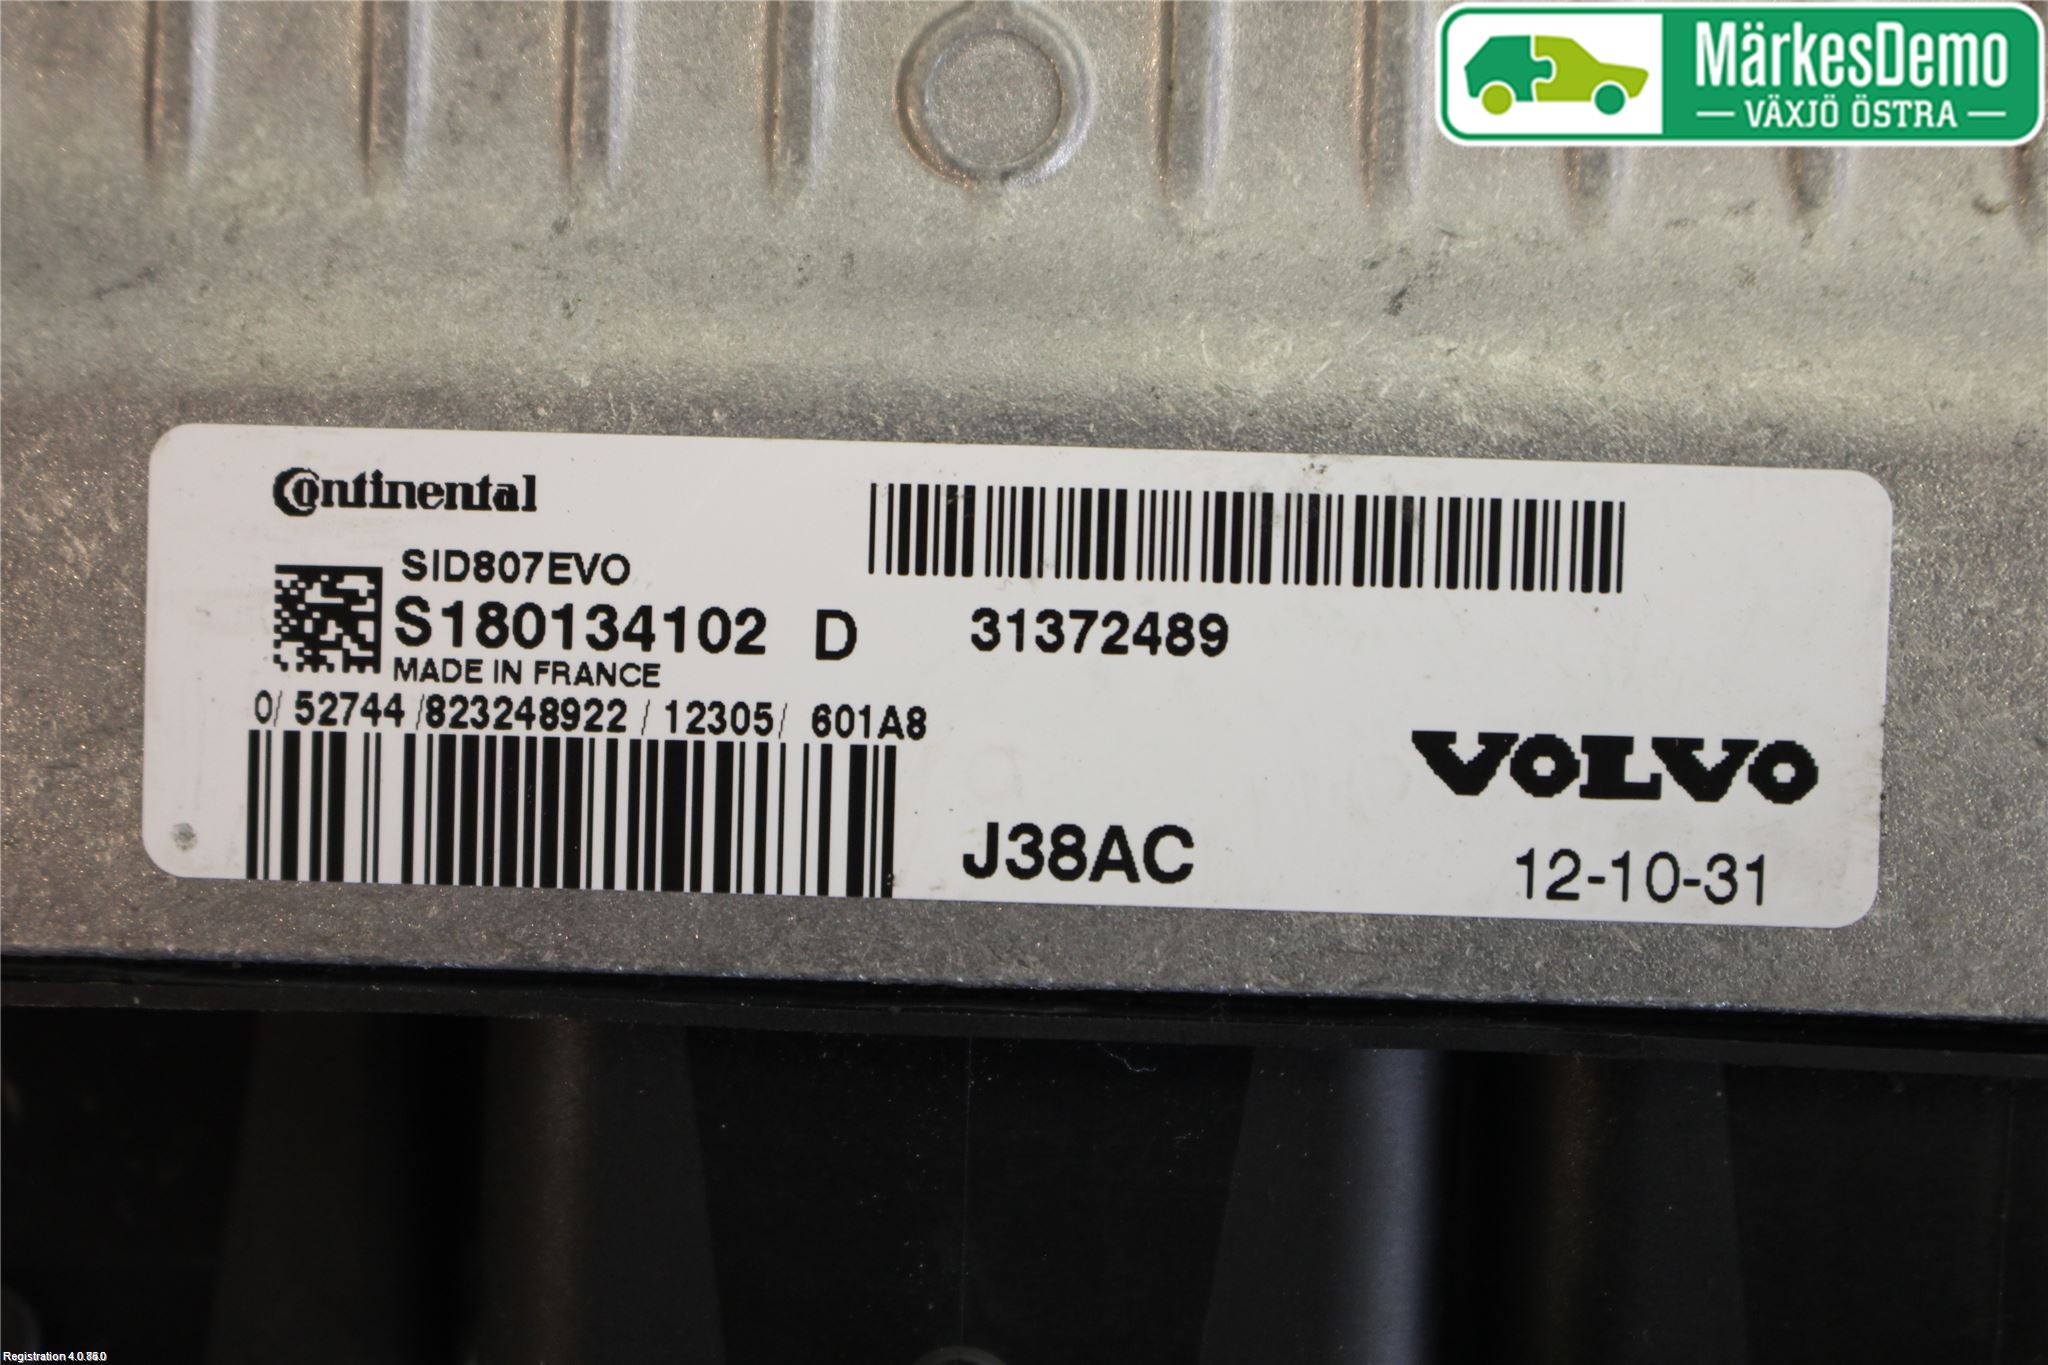 MärkesDemo
VÄXJÖ ÖSTRA
Continental
SID807EVO
S180134102 D
31372489
MADE IN FRANCE
0/ 52744 /823248922 / 12305/ 601A8
VOLVO
J38AC
12-10-31